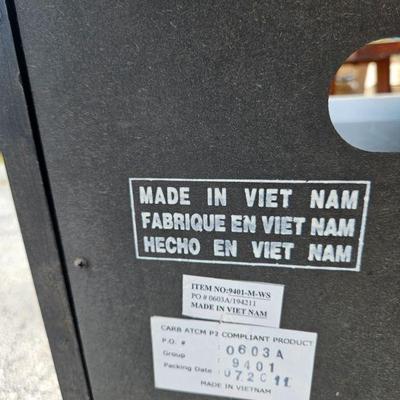 MADE IN VIET NAM
FABRIQUE EN VIET NAM
HECHO EN VIET NAM
ITEM NO:9401-M-WS
PO # 0603A/194211
MADE IN VIET NAM
CARB ATCM P2 COMPLIANT PRODUCT
P.O. # 0603A
Group 9401
Packing Date 072011
MADE IN VIETNAM